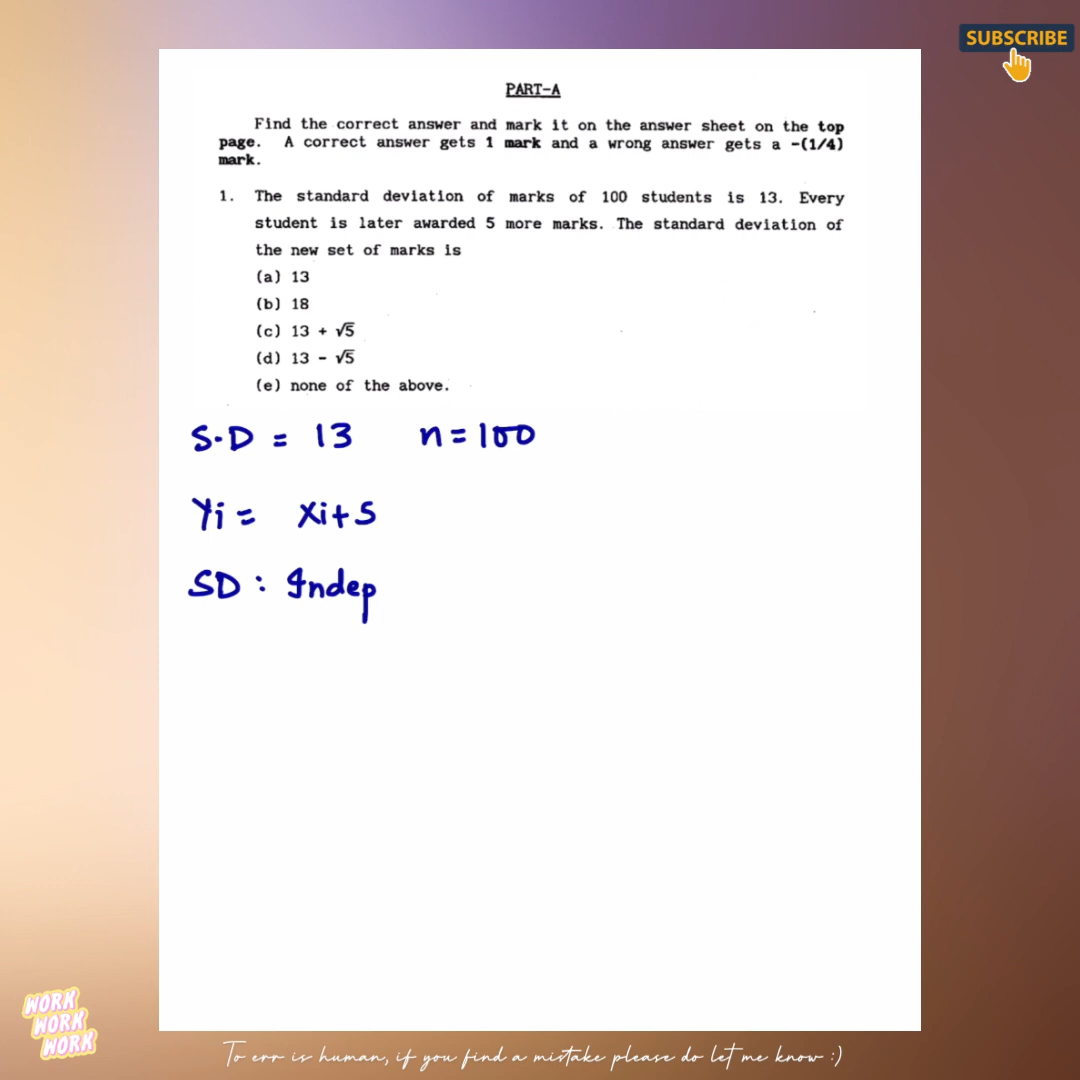 SUBSCRIBE
PART-A
Find the correct answer and mark it on the answer sheet on the top
page. A correct answer gets 1 mark and a wrong answer gets a -(1/4)
mark.
1. The standard deviation of marks of 100 students is 13. Every
student is later awarded 5 more marks. The standard deviation of
the new set of marks is
(a) 13
(b) 18
(c) 13 + √5
(d) 13 - √5
(e) none of the above.
S.D = 13 n = 100
Yi = Xi+5
SD : Indep
WORK
WORK
WORK
To err is human, if you find a mistake please do let me know :)